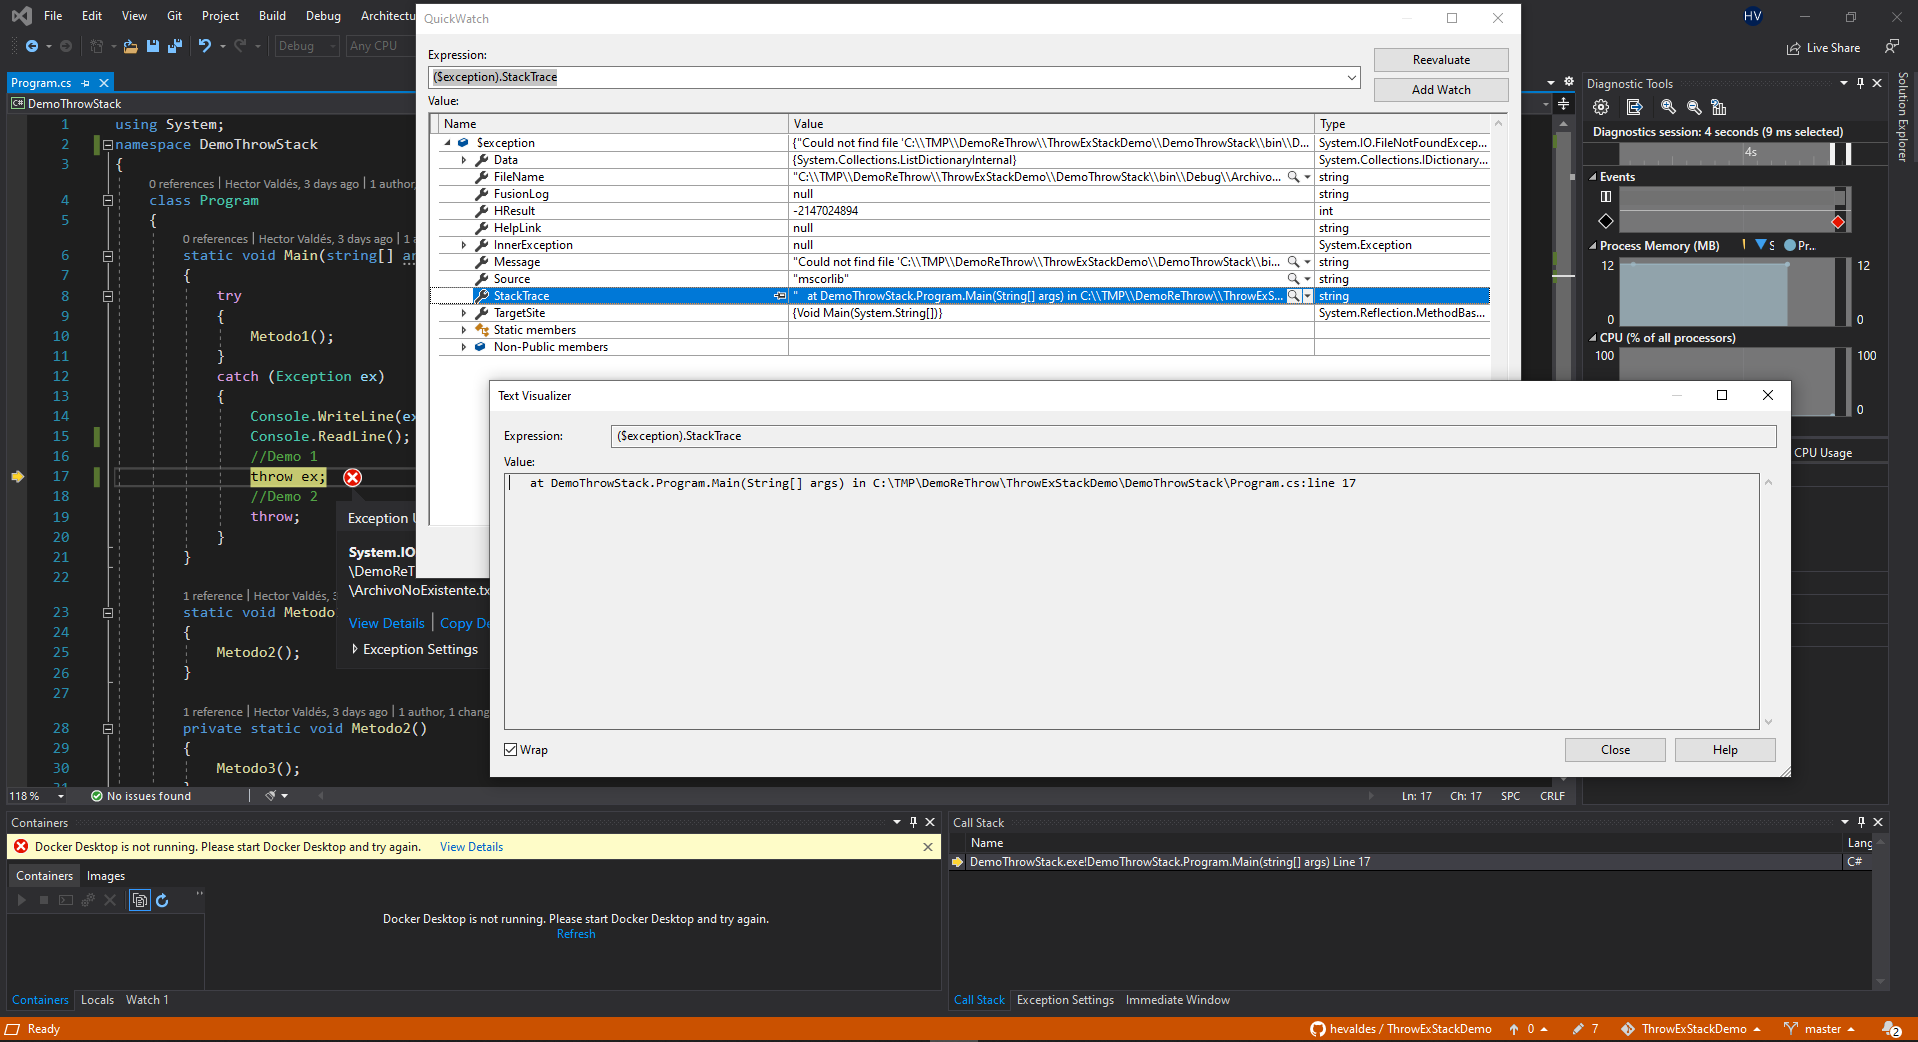 File Edit View Git Project Build Debug Architectu
QuickWatch
HV
Debug
Any CPU
Live Share
Program.cs
DemoThrowStack
Expression:
($exception).StackTrace
Reevaluate
Add Watch
Value:
Name Value Type
$exception {"Could not find file 'C:\\TMP\\DemoReThrow\\ThrowExStackDemo\\DemoThrowStack\\bin\\D... System.IO.FileNotFoundExcep...
Data {System.Collections.ListDictionaryInternal} System.Collections.IDictionary...
FileName "C:\\TMP\\DemoReThrow\\ThrowExStackDemo\\DemoThrowStack\\bin\\Debug\\Archivo... string
FusionLog null string
HResult -2147024894 int
HelpLink null string
InnerException null System.Exception
Message "Could not find file 'C:\\TMP\\DemoReThrow\\ThrowExStackDemo\\DemoThrowStack\\bi... string
Source "mscorlib" string
StackTrace " at DemoThrowStack.Program.Main(String[] args) in C:\\TMP\\DemoReThrow\\ThrowExS... string
TargetSite {Void Main(System.String[])} System.Reflection.MethodBas...
Static members
Non-Public members
1 using System;
2 namespace DemoThrowStack
3 {
0 references | Hector Valdés, 3 days ago | 1 author,
4 class Program
5 {
0 references | Hector Valdés, 3 days ago | 1 a
6 static void Main(string[] ar
7 {
8 try
9 {
10 Metodo1();
11 }
12 catch (Exception ex)
13 {
14 Console.WriteLine(ex
15 Console.ReadLine();
16 //Demo 1
17 throw ex;
18 //Demo 2
19 throw;
20 }
21 }
22
1 reference | Hector Valdés, 3
23 static void Metodo
24 {
25 Metodo2();
26 }
27
1 reference | Hector Valdés, 3 days ago | 1 author, 1 chang
28 private static void Metodo2()
29 {
30 Metodo3();
31 }
Exception U
System.IO
\DemoReT
\ArchivoNoExistente.tx
View Details | Copy De
Exception Settings
Text Visualizer
Expression: ($exception).StackTrace
Value:
at DemoThrowStack.Program.Main(String[] args) in C:\TMP\DemoReThrow\ThrowExStackDemo\DemoThrowStack\Program.cs:line 17
Wrap
Close
Help
Diagnostic Tools
Diagnostics session: 4 seconds (9 ms selected)
4s
Events
Process Memory (MB) S Pr...
12 12
0 0
CPU (% of all processors)
100 100
0
CPU Usage
Solution Explorer
118 % No issues found Ln: 17 Ch: 17 SPC CRLF
Containers
Docker Desktop is not running. Please start Docker Desktop and try again. View Details
Containers Images
Docker Desktop is not running. Please start Docker Desktop and try again.
Refresh
Containers Locals Watch 1
Call Stack
Name Lang
DemoThrowStack.exe!DemoThrowStack.Program.Main(string[] args) Line 17 C#
Call Stack Exception Settings Immediate Window
Ready
hevaldes / ThrowExStackDemo 0 7 ThrowExStackDemo master 2